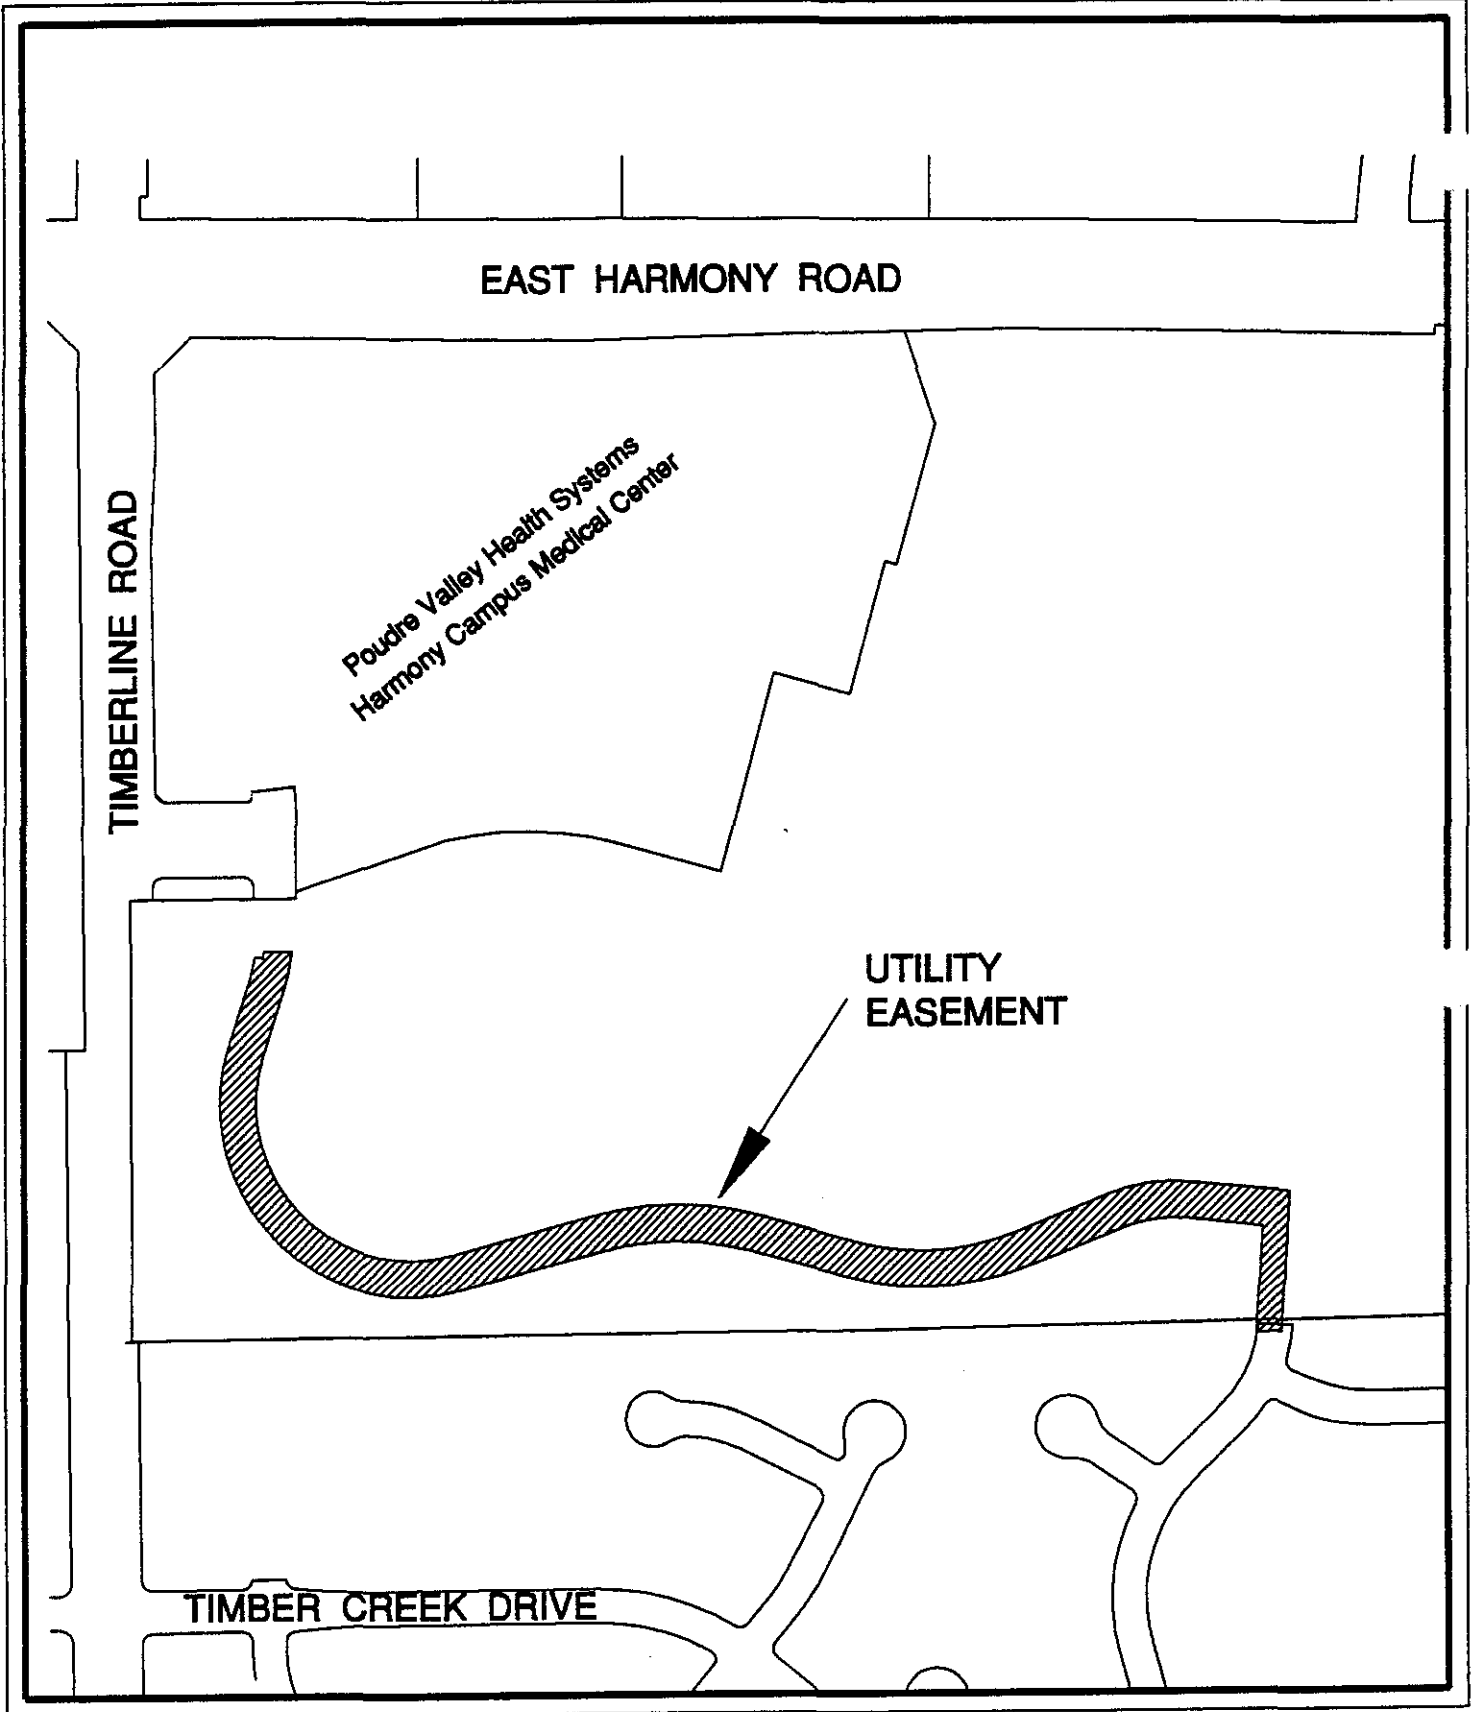 EAST HARMONY ROAD
Poudre Valley Health Systems
Harmony Campus Medical Center
TIMBERLINE ROAD
UTILITY
EASEMENT
TIMBER CREEK DRIVE